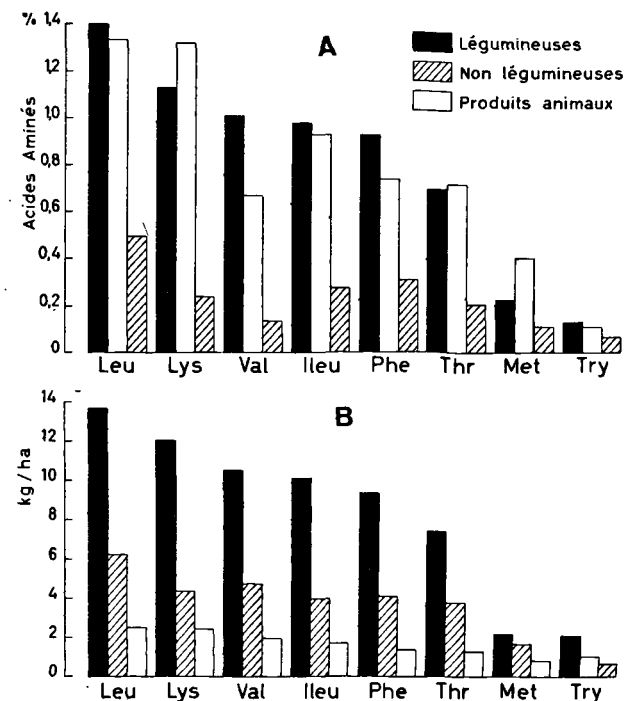 % 1,4
1,2
1,0
0,8
0,6
0,4
0,2
0
Acides Aminés
A
Légumineuses
Non légumineuses
Produits animaux
Leu Lys Val Ileu Phe Thr Met Try
14
12
10
8
6
4
2
0
kg/ha
B
Leu Lys Val Ileu Phe Thr Met Try